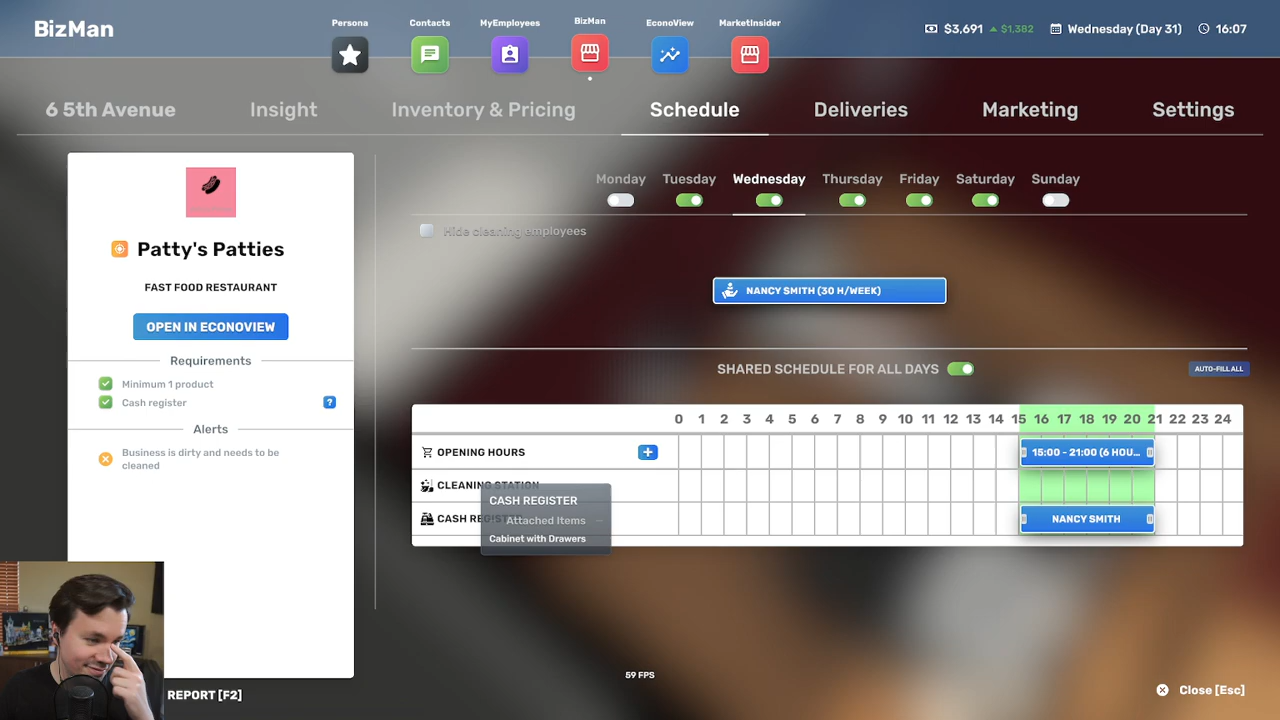 BizMan
Persona
Contacts
MyEmployees
BizMan
EconoView
MarketInsider
$3,691
$1,382
Wednesday (Day 31)
16:07
6 5th Avenue
Insight
Inventory & Pricing
Schedule
Deliveries
Marketing
Settings
Patty's Patties
FAST FOOD RESTAURANT
OPEN IN ECONOVIEW
Requirements
Minimum 1 product
Cash register
?
Alerts
Business is dirty and needs to be
cleaned
REPORT [F2]
Monday
Tuesday
Wednesday
Thursday
Friday
Saturday
Sunday
Hide cleaning employees
NANCY SMITH (30 H/WEEK)
SHARED SCHEDULE FOR ALL DAYS
AUTO-FILL ALL
0 1 2 3 4 5 6 7 8 9 10 11 12 13 14 15 16 17 18 19 20 21 22 23 24
OPENING HOURS
15:00 - 21:00 (6 HOU...
CLEANING STATION
CASH REGISTER
NANCY SMITH
CASH REGISTER
Attached Items
Cabinet with Drawers
59 FPS
Close [Esc]